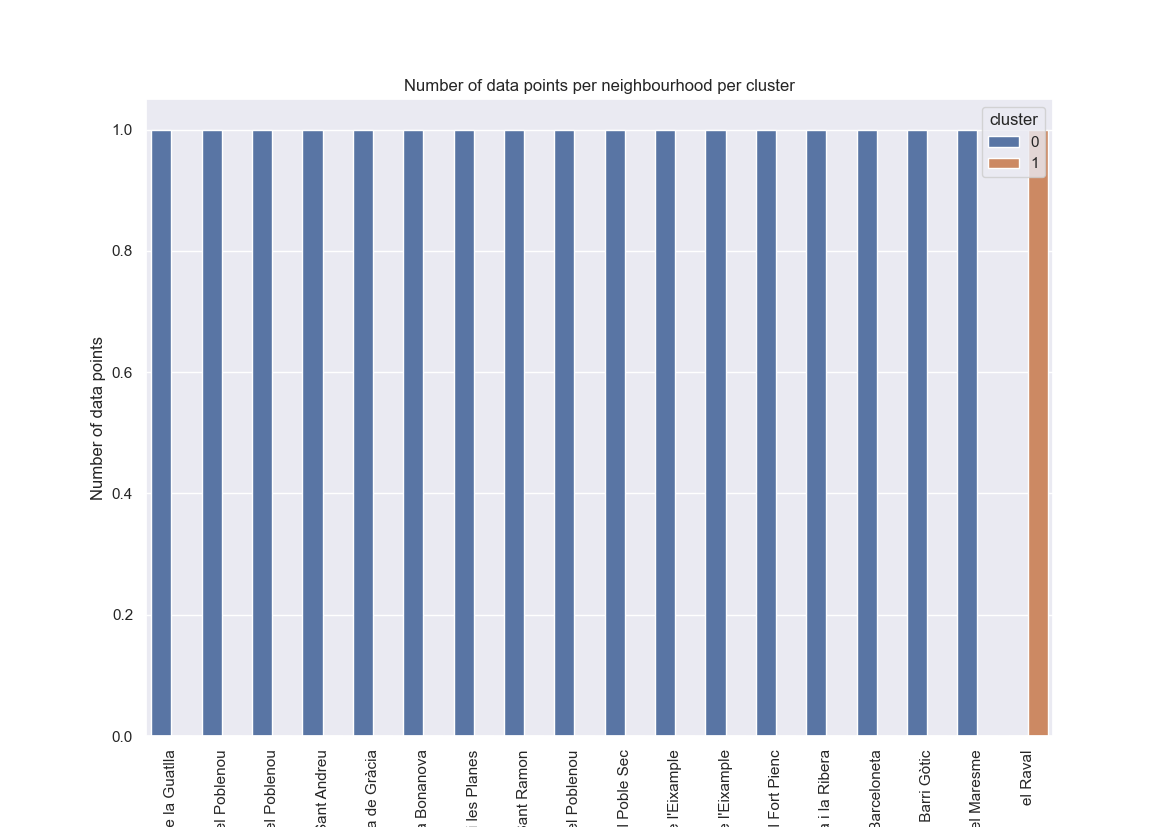 Number of data points per neighbourhood per cluster
cluster
0
1
1.0
0.8
0.6
0.4
0.2
0.0
Number of data points
e la Guatlla
el Poblenou
el Poblenou
Sant Andreu
a de Gràcia
a Bonanova
i les Planes
Sant Ramon
el Poblenou
l Poble Sec
e l'Eixample
e l'Eixample
l Fort Pienc
a i la Ribera
Barceloneta
Barri Gòtic
el Maresme
el Raval